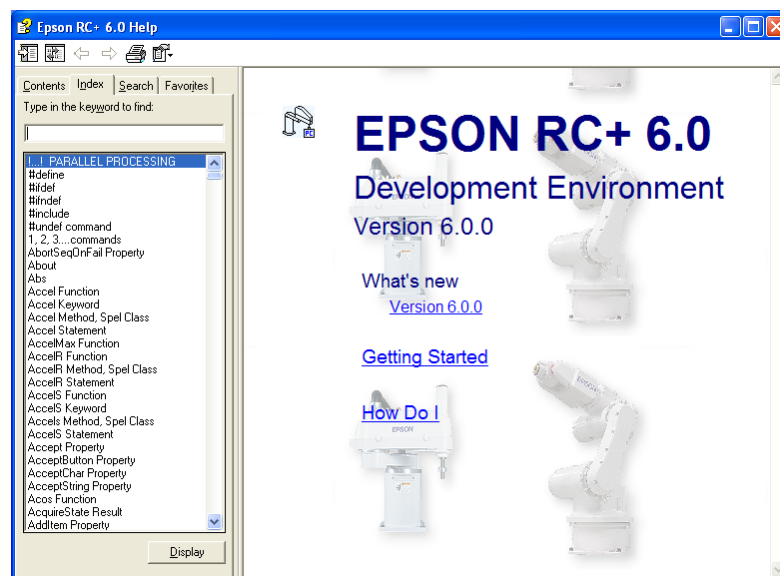 Epson RC+ 6.0 Help
Contents Index Search Favorites
Type in the keyword to find:
!...! PARALLEL PROCESSING
#define
#ifdef
#ifndef
#include
#undef command
1, 2, 3....commands
AbortSeqOnFail Property
About
Abs
Accel Function
Accel Keyword
Accel Method, Spel Class
Accel Statement
AccelMax Function
AccelR Function
AccelR Method, Spel Class
AccelR Statement
AccelS Function
AccelS Keyword
Accels Method, Spel Class
AccelS Statement
Accept Property
AcceptButton Property
AcceptChar Property
AcceptString Property
Acos Function
AcquireState Result
AddItem Property
Display
EPSON RC+ 6.0
Development Environment
Version 6.0.0
What's new
Version 6.0.0
Getting Started
How Do I
EPSON